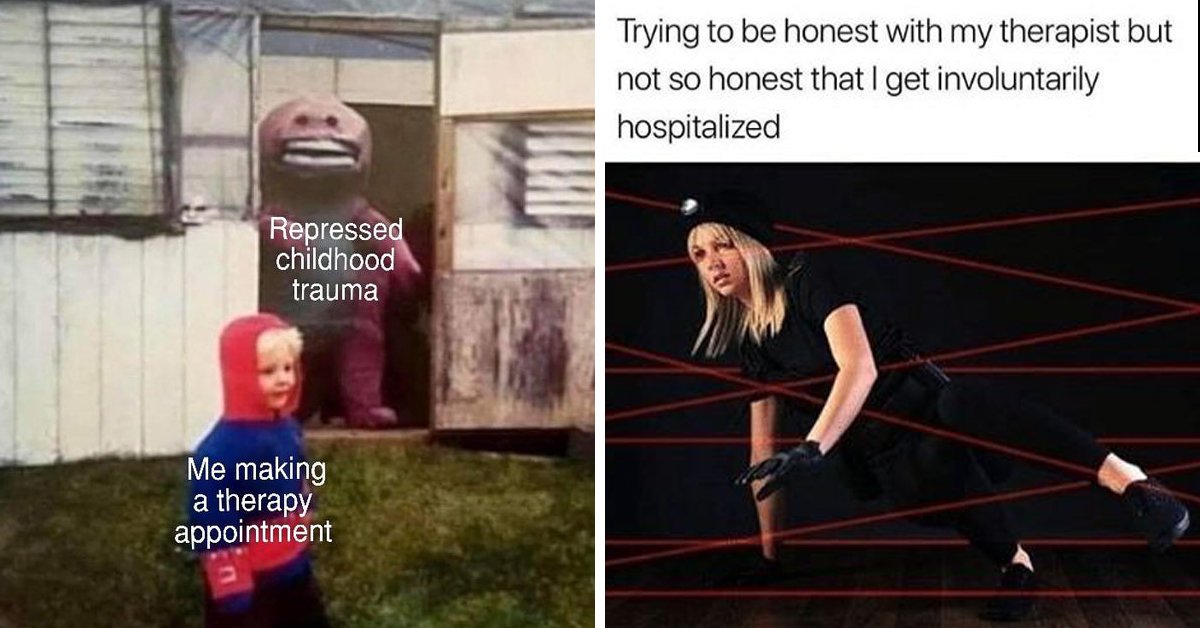 Repressed
childhood
trauma
Me making
a therapy
appointment
Trying to be honest with my therapist but
not so honest that I get involuntarily
hospitalized